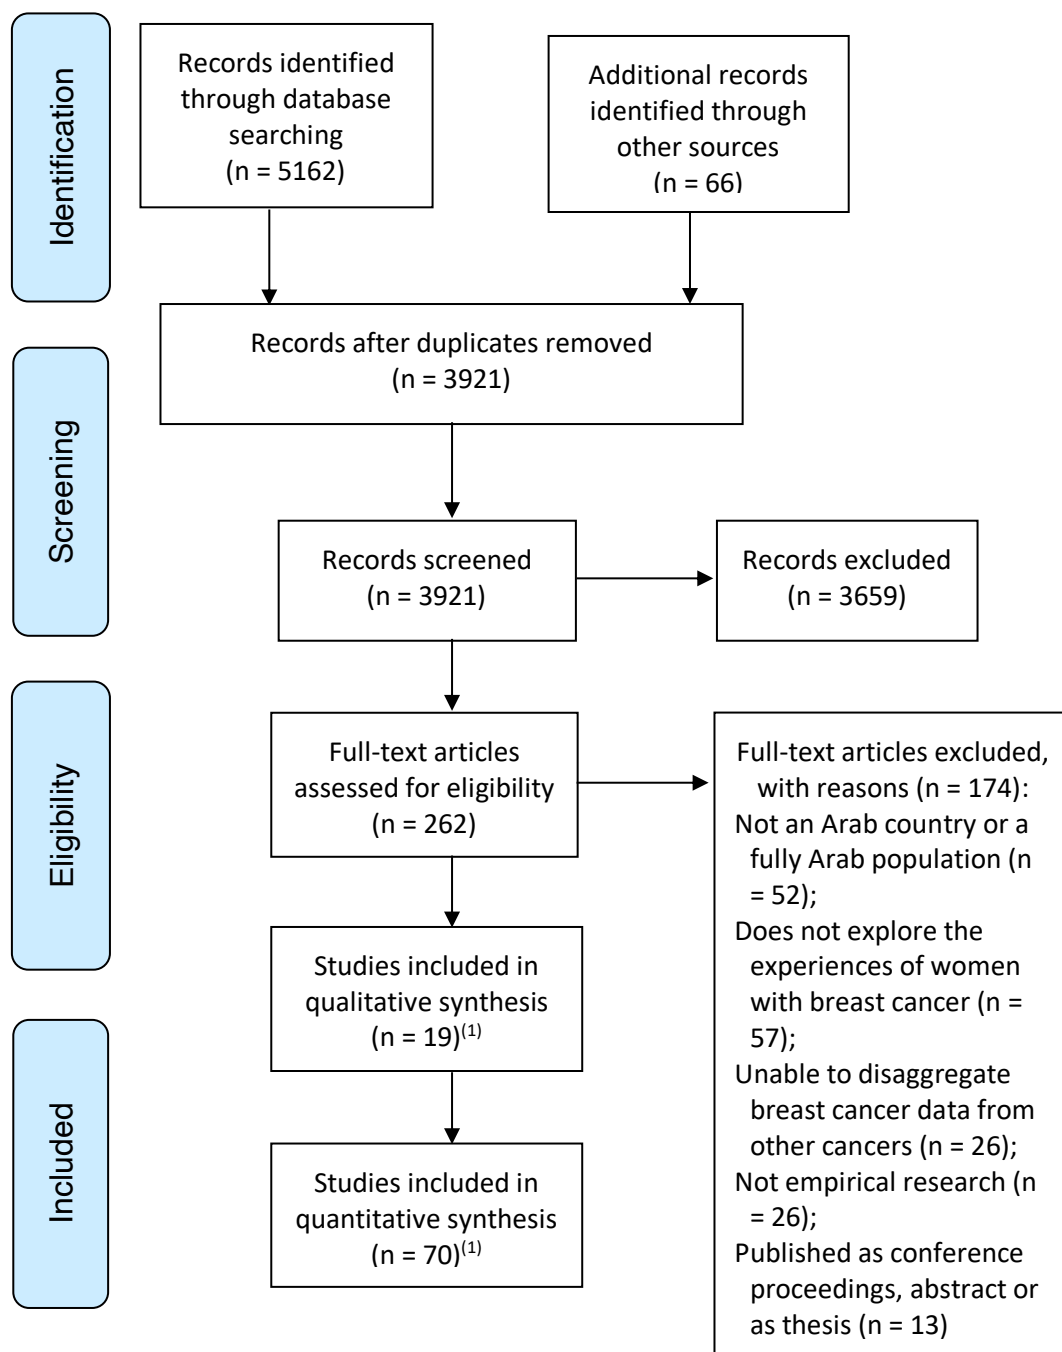 Identification
Records identified
through database
searching
(n = 5162)
Additional records
identified through
other sources
(n = 66)
Records after duplicates removed
(n = 3921)
Screening
Records screened
(n = 3921)
Records excluded
(n = 3659)
Eligibility
Full-text articles
assessed for eligibility
(n = 262)
Full-text articles excluded,
with reasons (n = 174):
Not an Arab country or a
fully Arab population (n
= 52);
Does not explore the
experiences of women
with breast cancer (n =
57);
Unable to disaggregate
breast cancer data from
other cancers (n = 26);
Not empirical research (n
= 26);
Published as conference
proceedings, abstract or
as thesis (n = 13)
Studies included in
qualitative synthesis
(n = 19)(1)
Included
Studies included in
quantitative synthesis
(n = 70)(1)